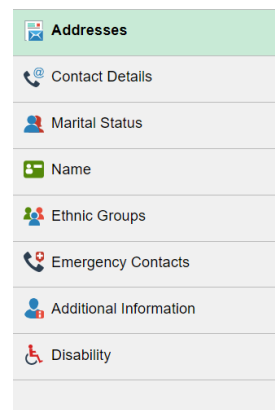 Addresses
Contact Details
Marital Status
Name
Ethnic Groups
Emergency Contacts
Additional Information
Disability